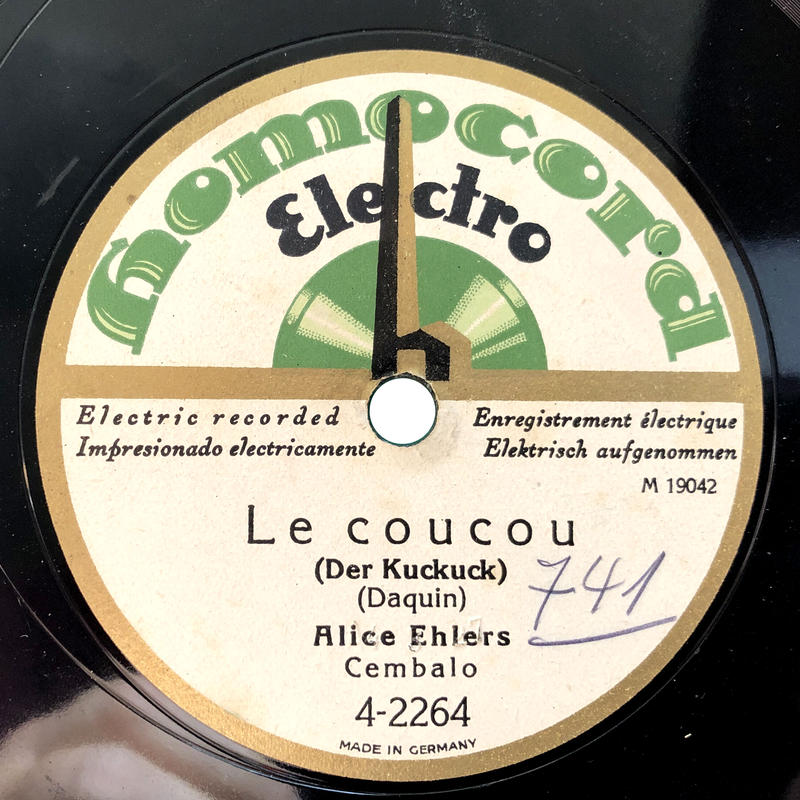 homocord
Electro
Electric recorded
Impresionado electricamente
Enregistrement électrique
Elektrisch aufgenommen
M 19042
Le coucou
(Der Kuckuck)
(Daquin)
741
Alice Ehlers
Cembalo
4-2264
MADE IN GERMANY